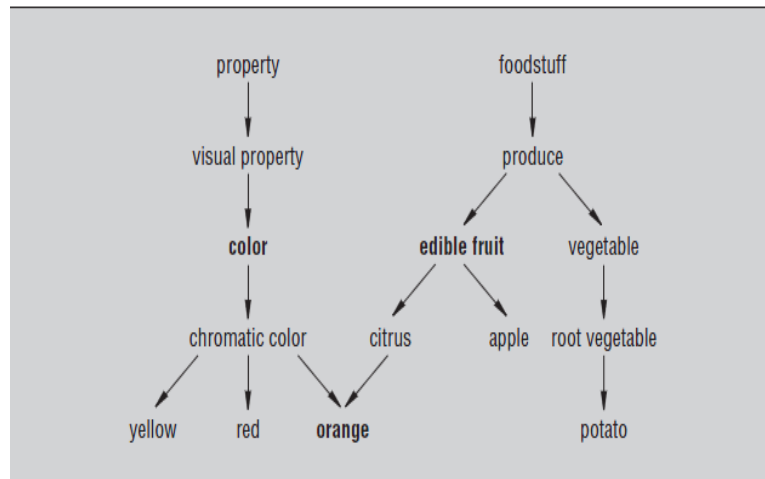 property foodstuff
visual property produce
color edible fruit vegetable
chromatic color citrus apple root vegetable
yellow red orange potato